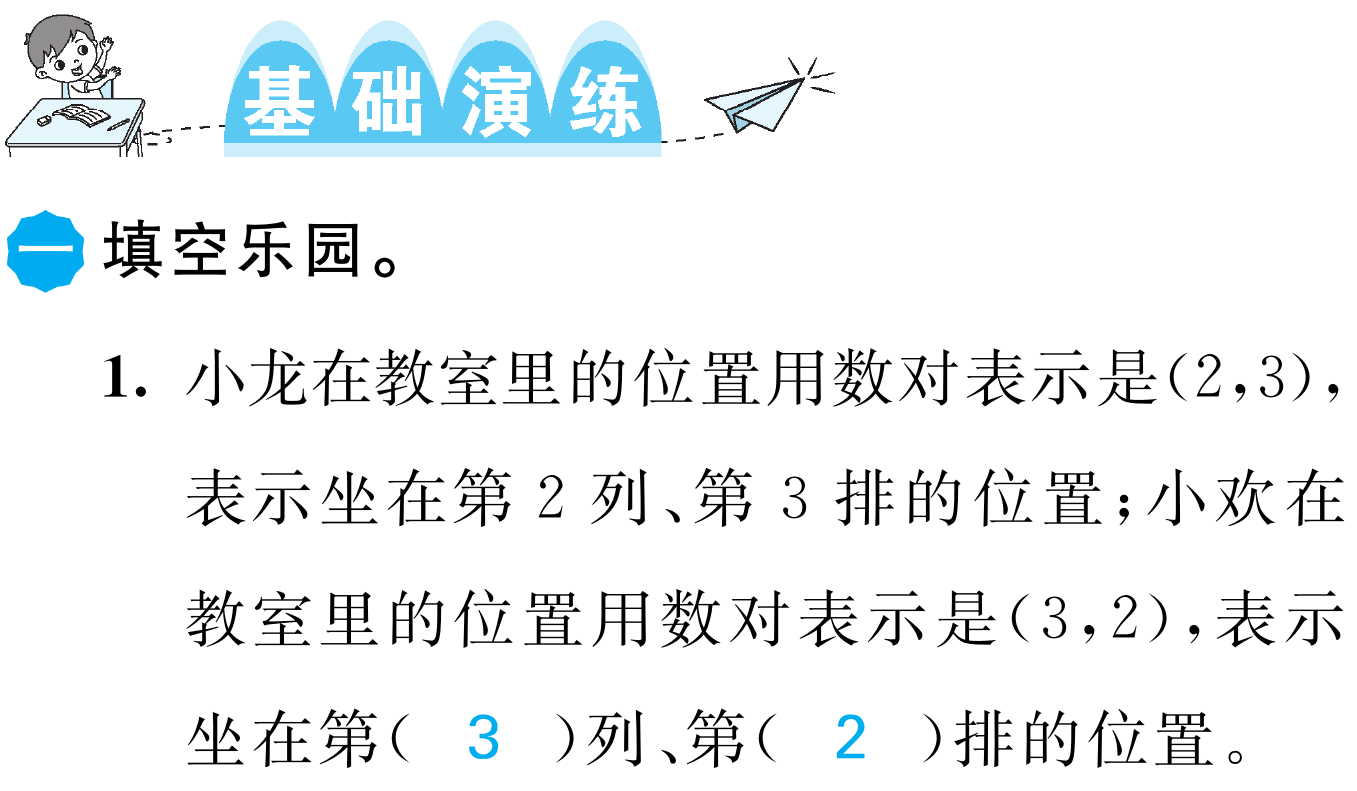 基础演练
一 填空乐园。
1. 小龙在教室里的位置用数对表示是(2,3),
表示坐在第 2 列、第 3 排的位置;小欢在
教室里的位置用数对表示是(3,2),表示
坐在第( 3 )列、第( 2 )排的位置。